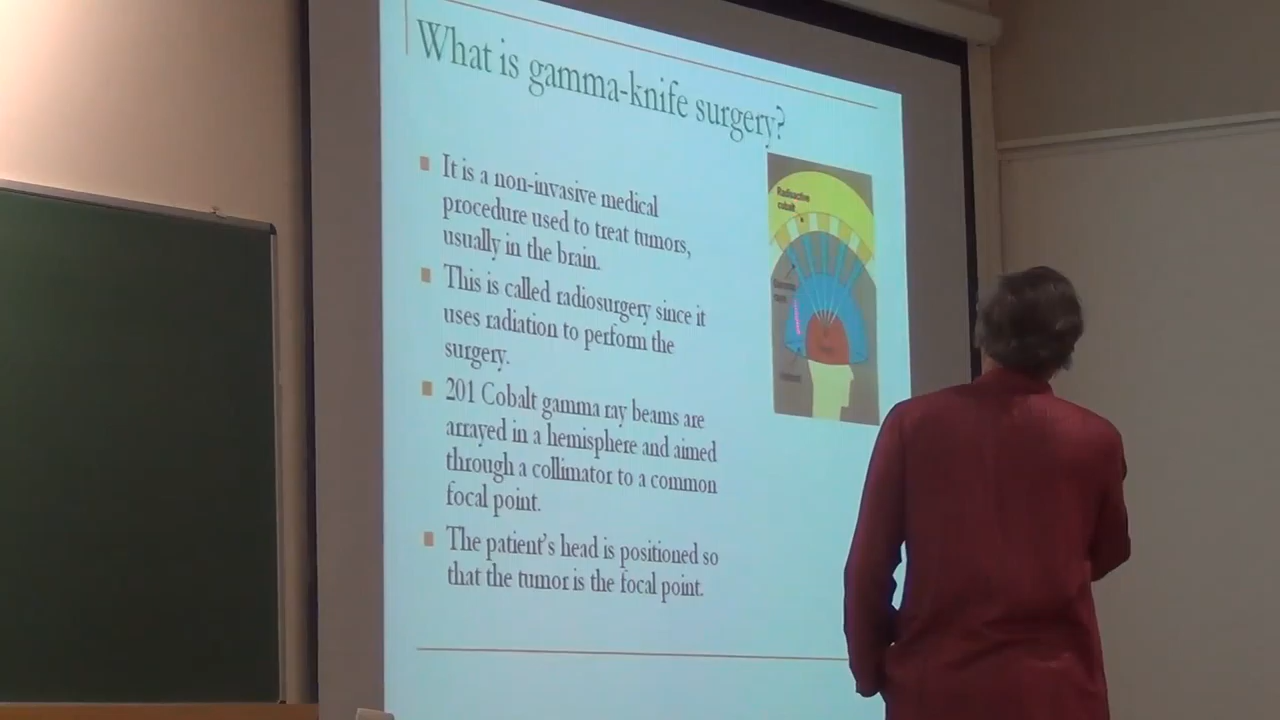 What is gamma-knife surgery?
It is a non-invasive medical
procedure used to treat tumors,
usually in the brain.
This is called radiosurgery since it
uses radiation to perform the
surgery.
201 Cobalt gamma ray beams are
arrayed in a hemisphere and aimed
through a collimator to a common
focal point.
The patient's head is positioned so
that the tumor is the focal point.
Radioactive
cobalt